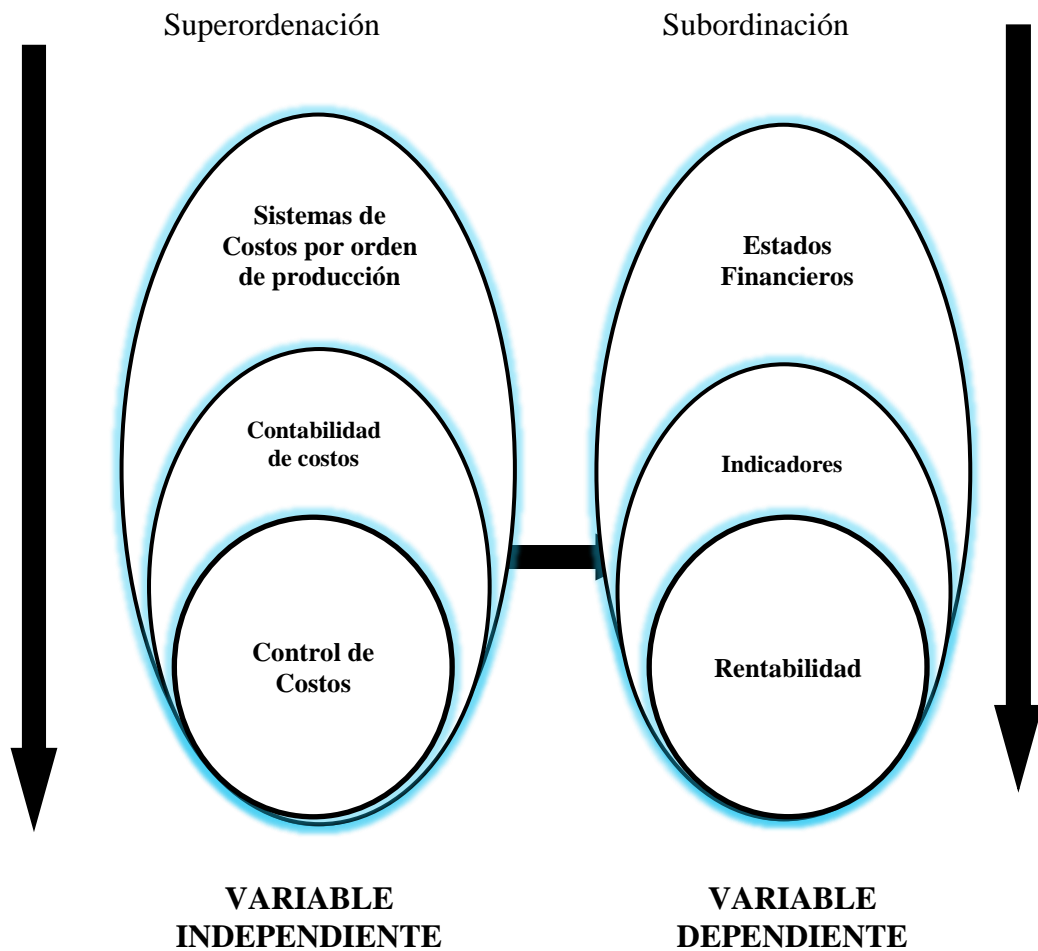 Superordenación
Subordinación
Sistemas de
Costos por orden
de producción
Estados
Financieros
Contabilidad
de costos
Indicadores
Control de
Costos
Rentabilidad
VARIABLE
INDEPENDIENTE
VARIABLE
DEPENDIENTE